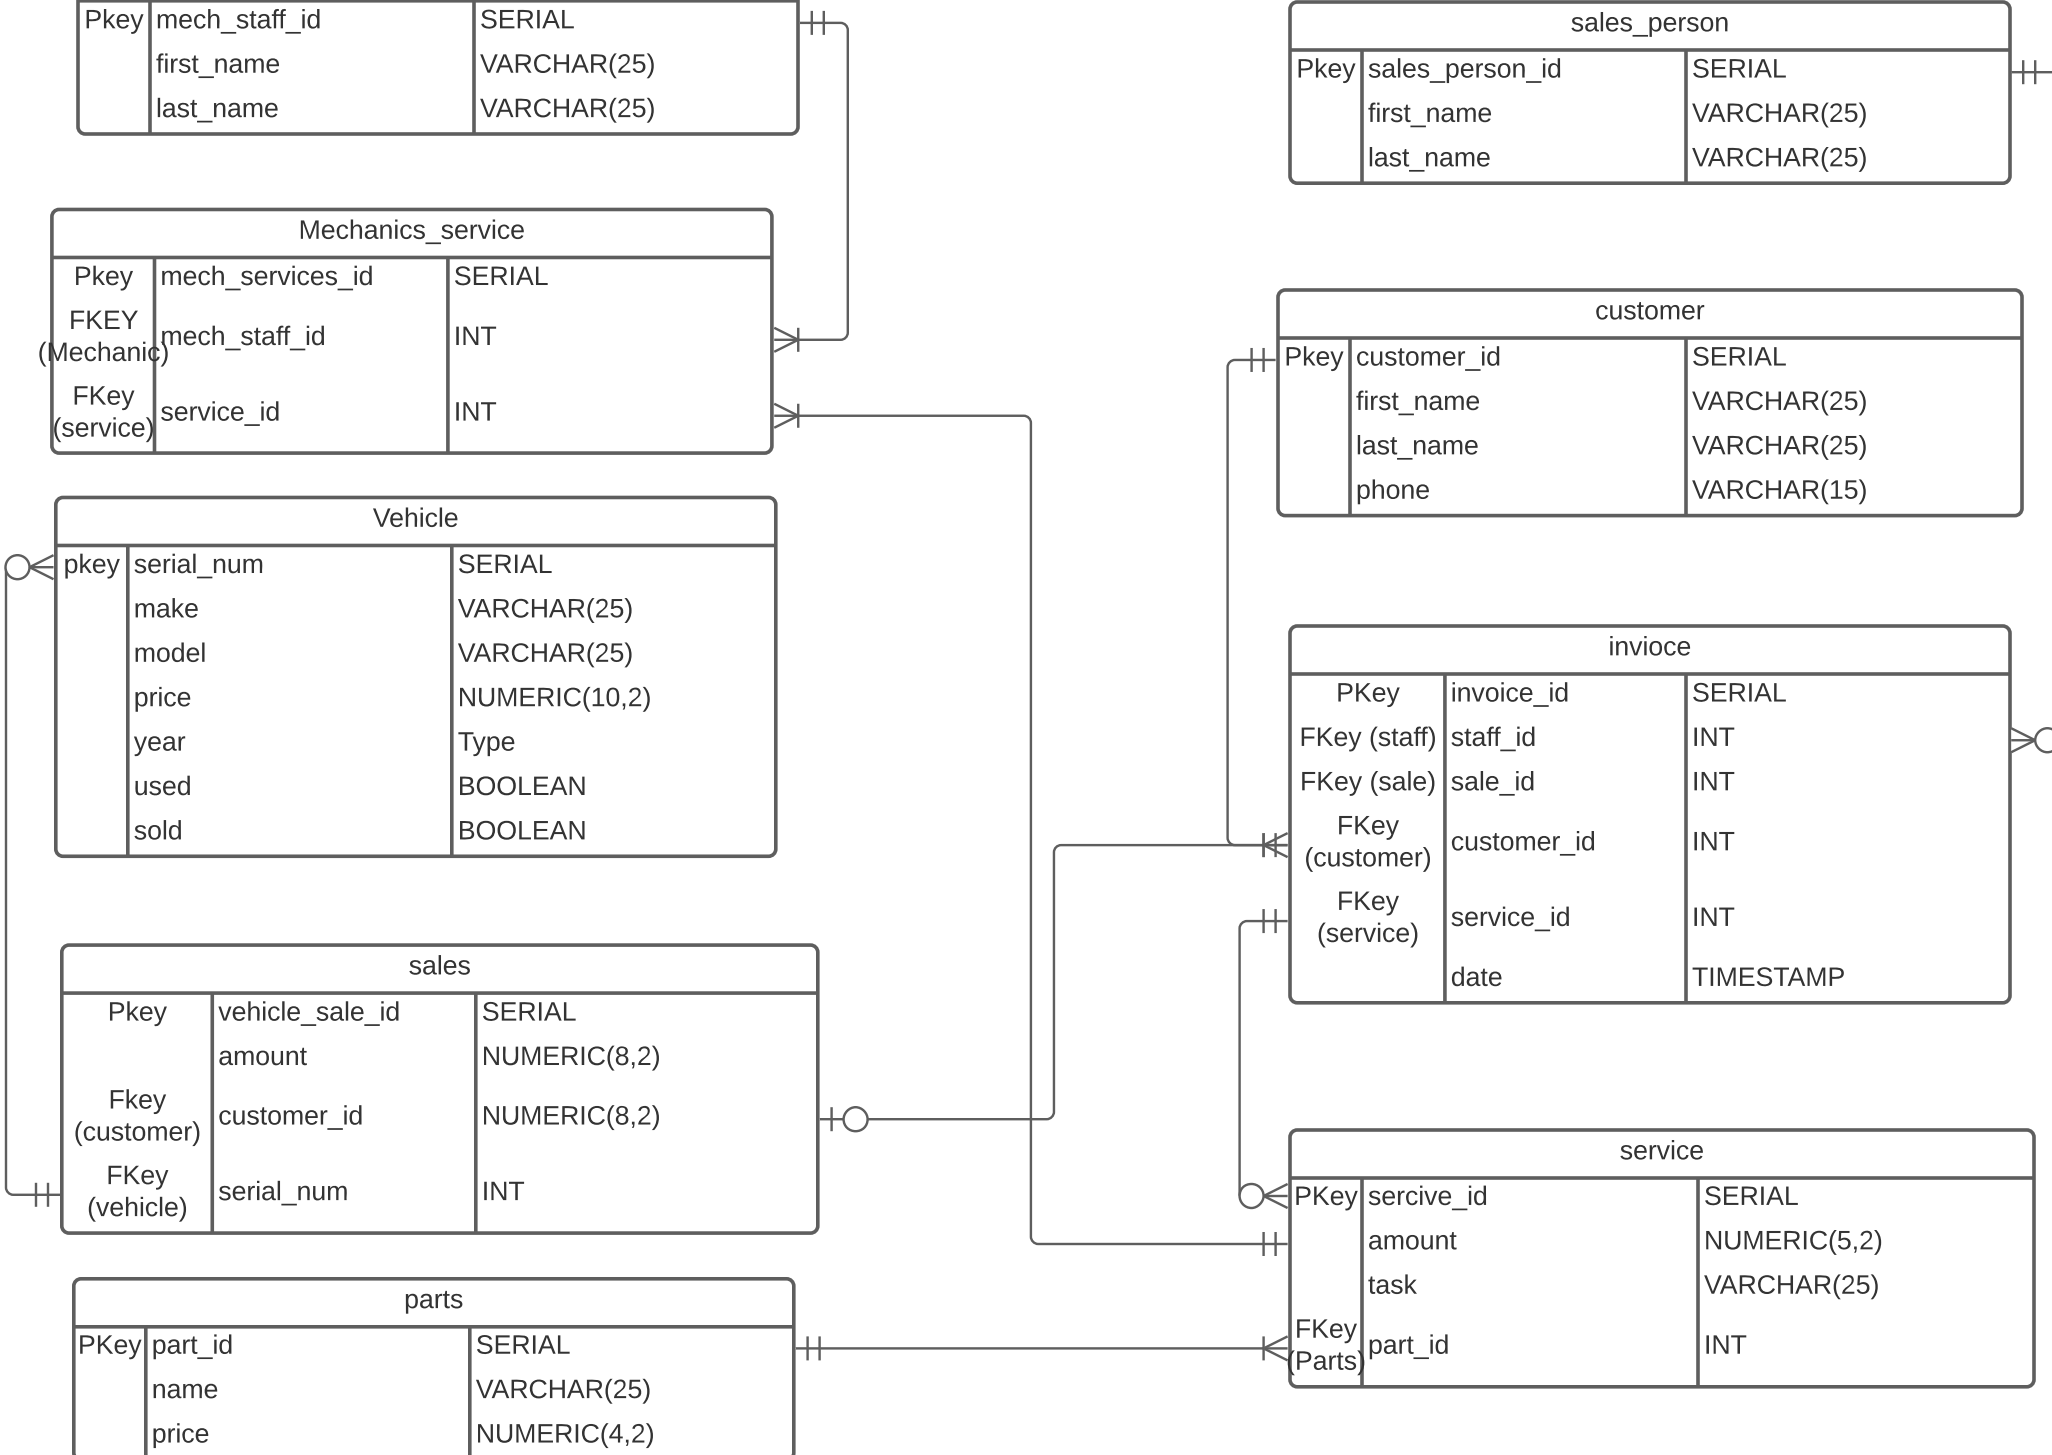 Pkey mech_staff_id SERIAL
first_name VARCHAR(25)
last_name VARCHAR(25)
Mechanics_service
Pkey mech_services_id SERIAL
FKEY
(Mechanic) mech_staff_id INT
FKey
(service) service_id INT
Vehicle
pkey serial_num SERIAL
make VARCHAR(25)
model VARCHAR(25)
price NUMERIC(10,2)
year Type
used BOOLEAN
sold BOOLEAN
sales
Pkey vehicle_sale_id SERIAL
amount NUMERIC(8,2)
Fkey
(customer) customer_id NUMERIC(8,2)
FKey
(vehicle) serial_num INT
parts
PKey part_id SERIAL
name VARCHAR(25)
price NUMERIC(4,2)
sales_person
Pkey sales_person_id SERIAL
first_name VARCHAR(25)
last_name VARCHAR(25)
customer
Pkey customer_id SERIAL
first_name VARCHAR(25)
last_name VARCHAR(25)
phone VARCHAR(15)
invioce
PKey invoice_id SERIAL
FKey (staff) staff_id INT
FKey (sale) sale_id INT
FKey
(customer) customer_id INT
FKey
(service) service_id INT
date TIMESTAMP
service
PKey sercive_id SERIAL
amount NUMERIC(5,2)
task VARCHAR(25)
FKey
(Parts) part_id INT